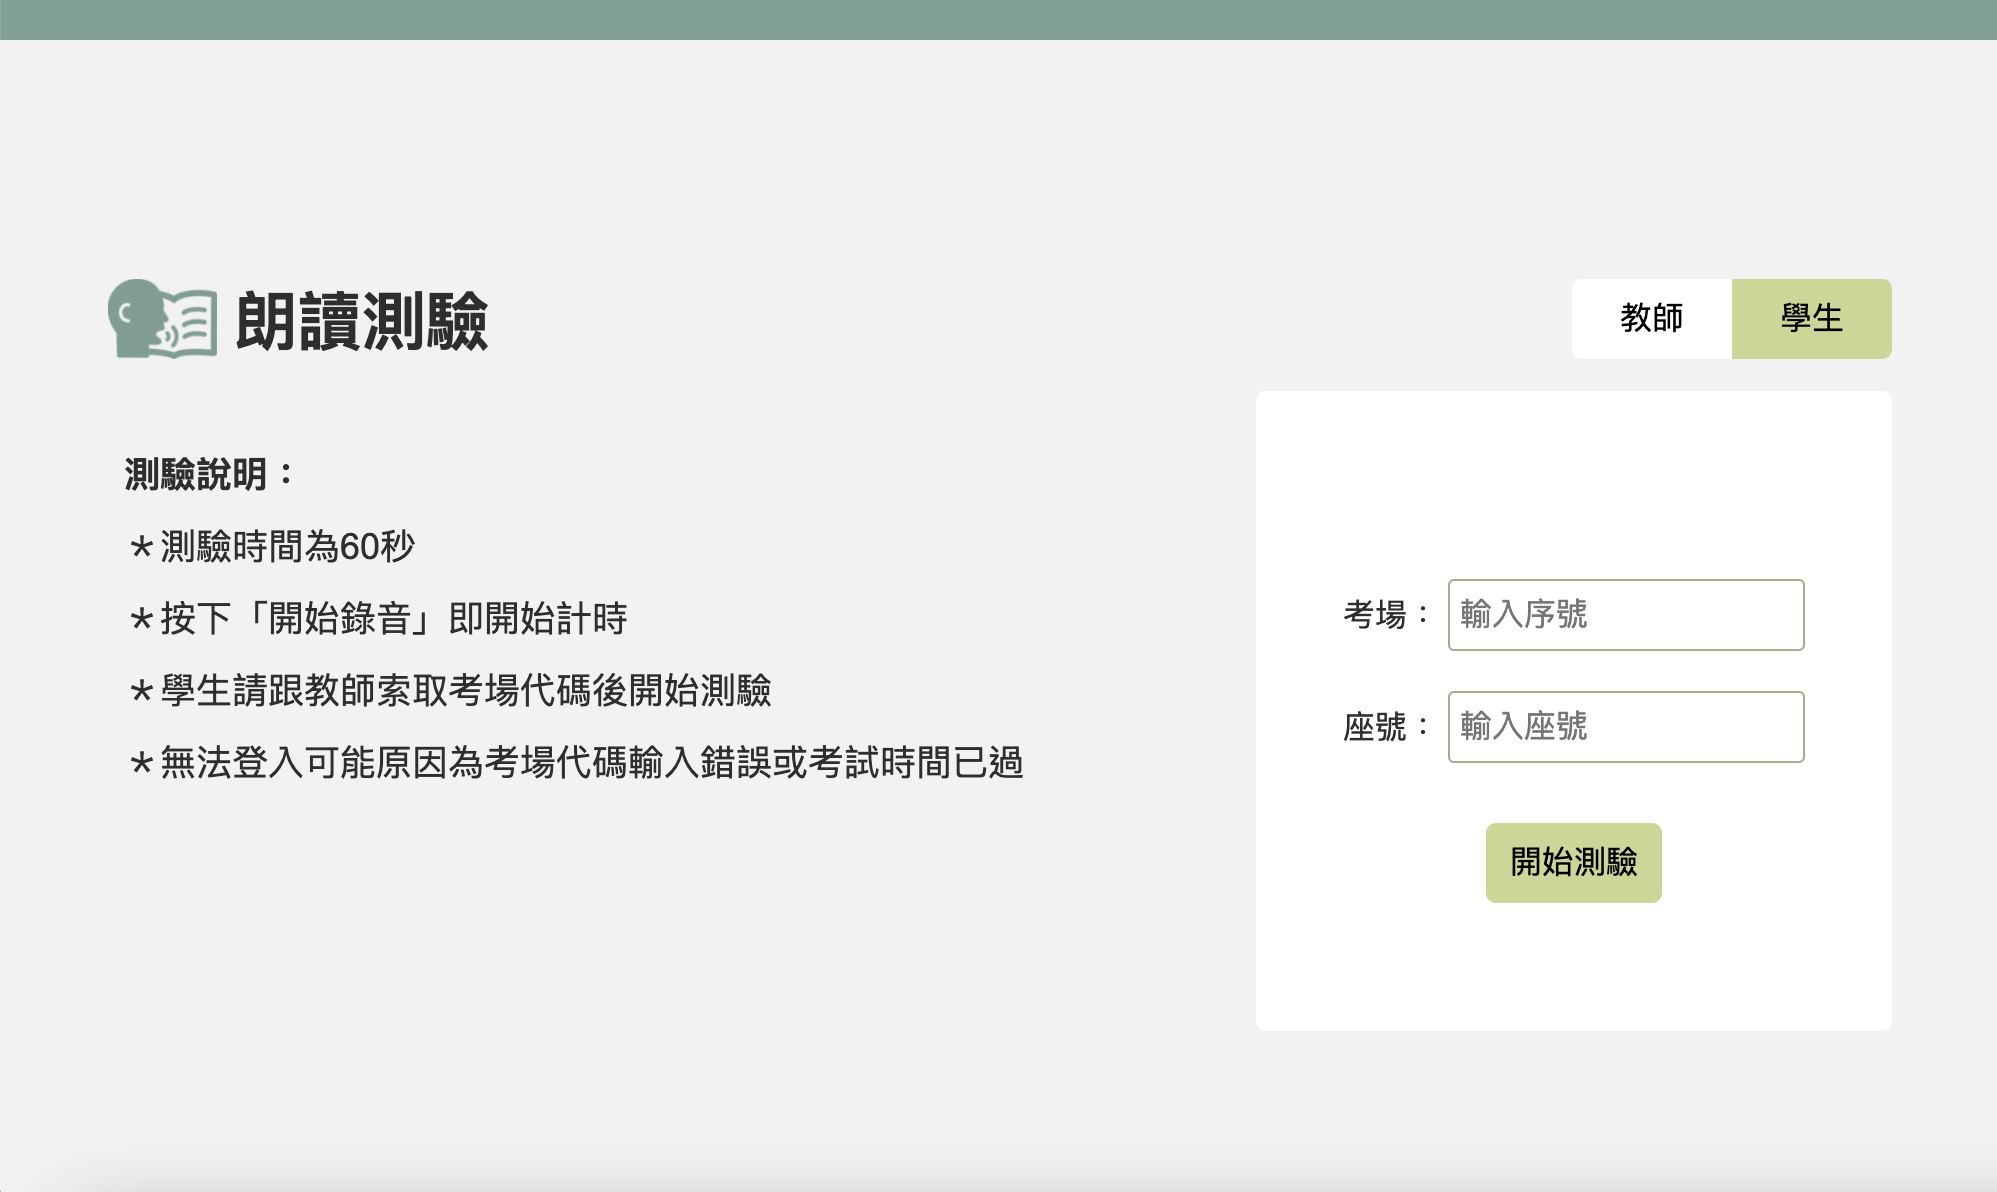 朗讀測驗
測驗說明：
＊測驗時間為60秒
＊按下「開始錄音」即開始計時
＊學生請跟教師索取考場代碼後開始測驗
＊無法登入可能原因為考場代碼輸入錯誤或考試時間已過
教師 學生
考場： 輸入序號
座號： 輸入座號
開始測驗